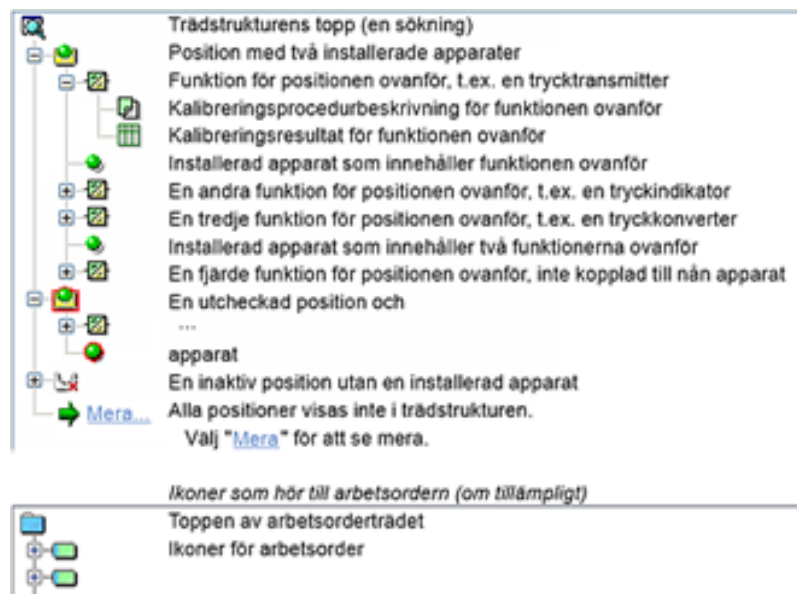 Trädstrukturens topp (en sökning)
Position med två installerade apparater
Funktion för positionen ovanför, t.ex. en trycktransmitter
Kalibreringsprocedurbeskrivning för funktionen ovanför
Kalibreringsresultat för funktionen ovanför
Installerad apparat som innehåller funktionen ovanför
En andra funktion för positionen ovanför, t.ex. en tryckindikator
En tredje funktion för positionen ovanför, t.ex. en tryckkonverter
Installerad apparat som innehåller två funktionerna ovanför
En fjärde funktion för positionen ovanför, inte kopplad till nån apparat
En utcheckad position och
...
apparat
En inaktiv position utan en installerad apparat
Mera... Alla positioner visas inte i trädstrukturen.
Välj "Mera" för att se mera.
Ikoner som hör till arbetsordern (om tillämpligt)
Toppen av arbetsorderträdet
Ikoner för arbetsorder